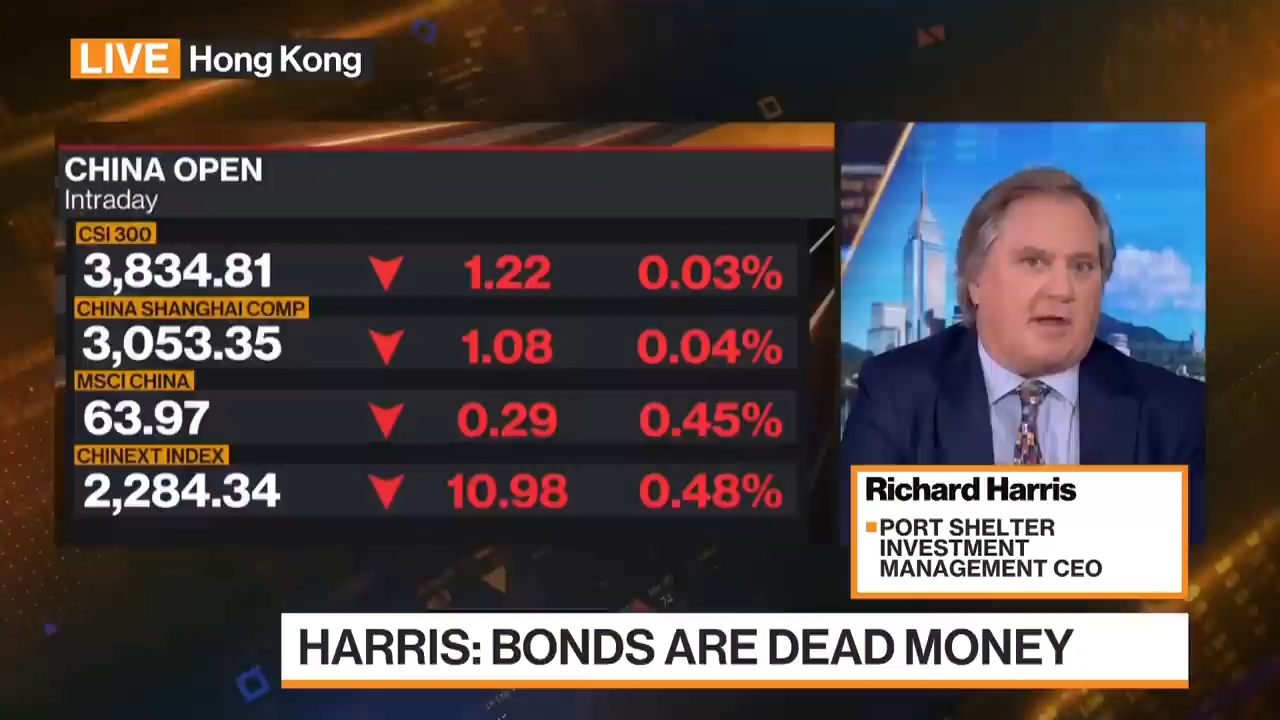 LIVE Hong Kong
CHINA OPEN
Intraday
CSI 300
3,834.81 1.22 0.03%
CHINA SHANGHAI COMP
3,053.35 1.08 0.04%
MSCI CHINA
63.97 0.29 0.45%
CHINEXT INDEX
2,284.34 10.98 0.48%
Richard Harris
PORT SHELTER
INVESTMENT
MANAGEMENT CEO
HARRIS: BONDS ARE DEAD MONEY